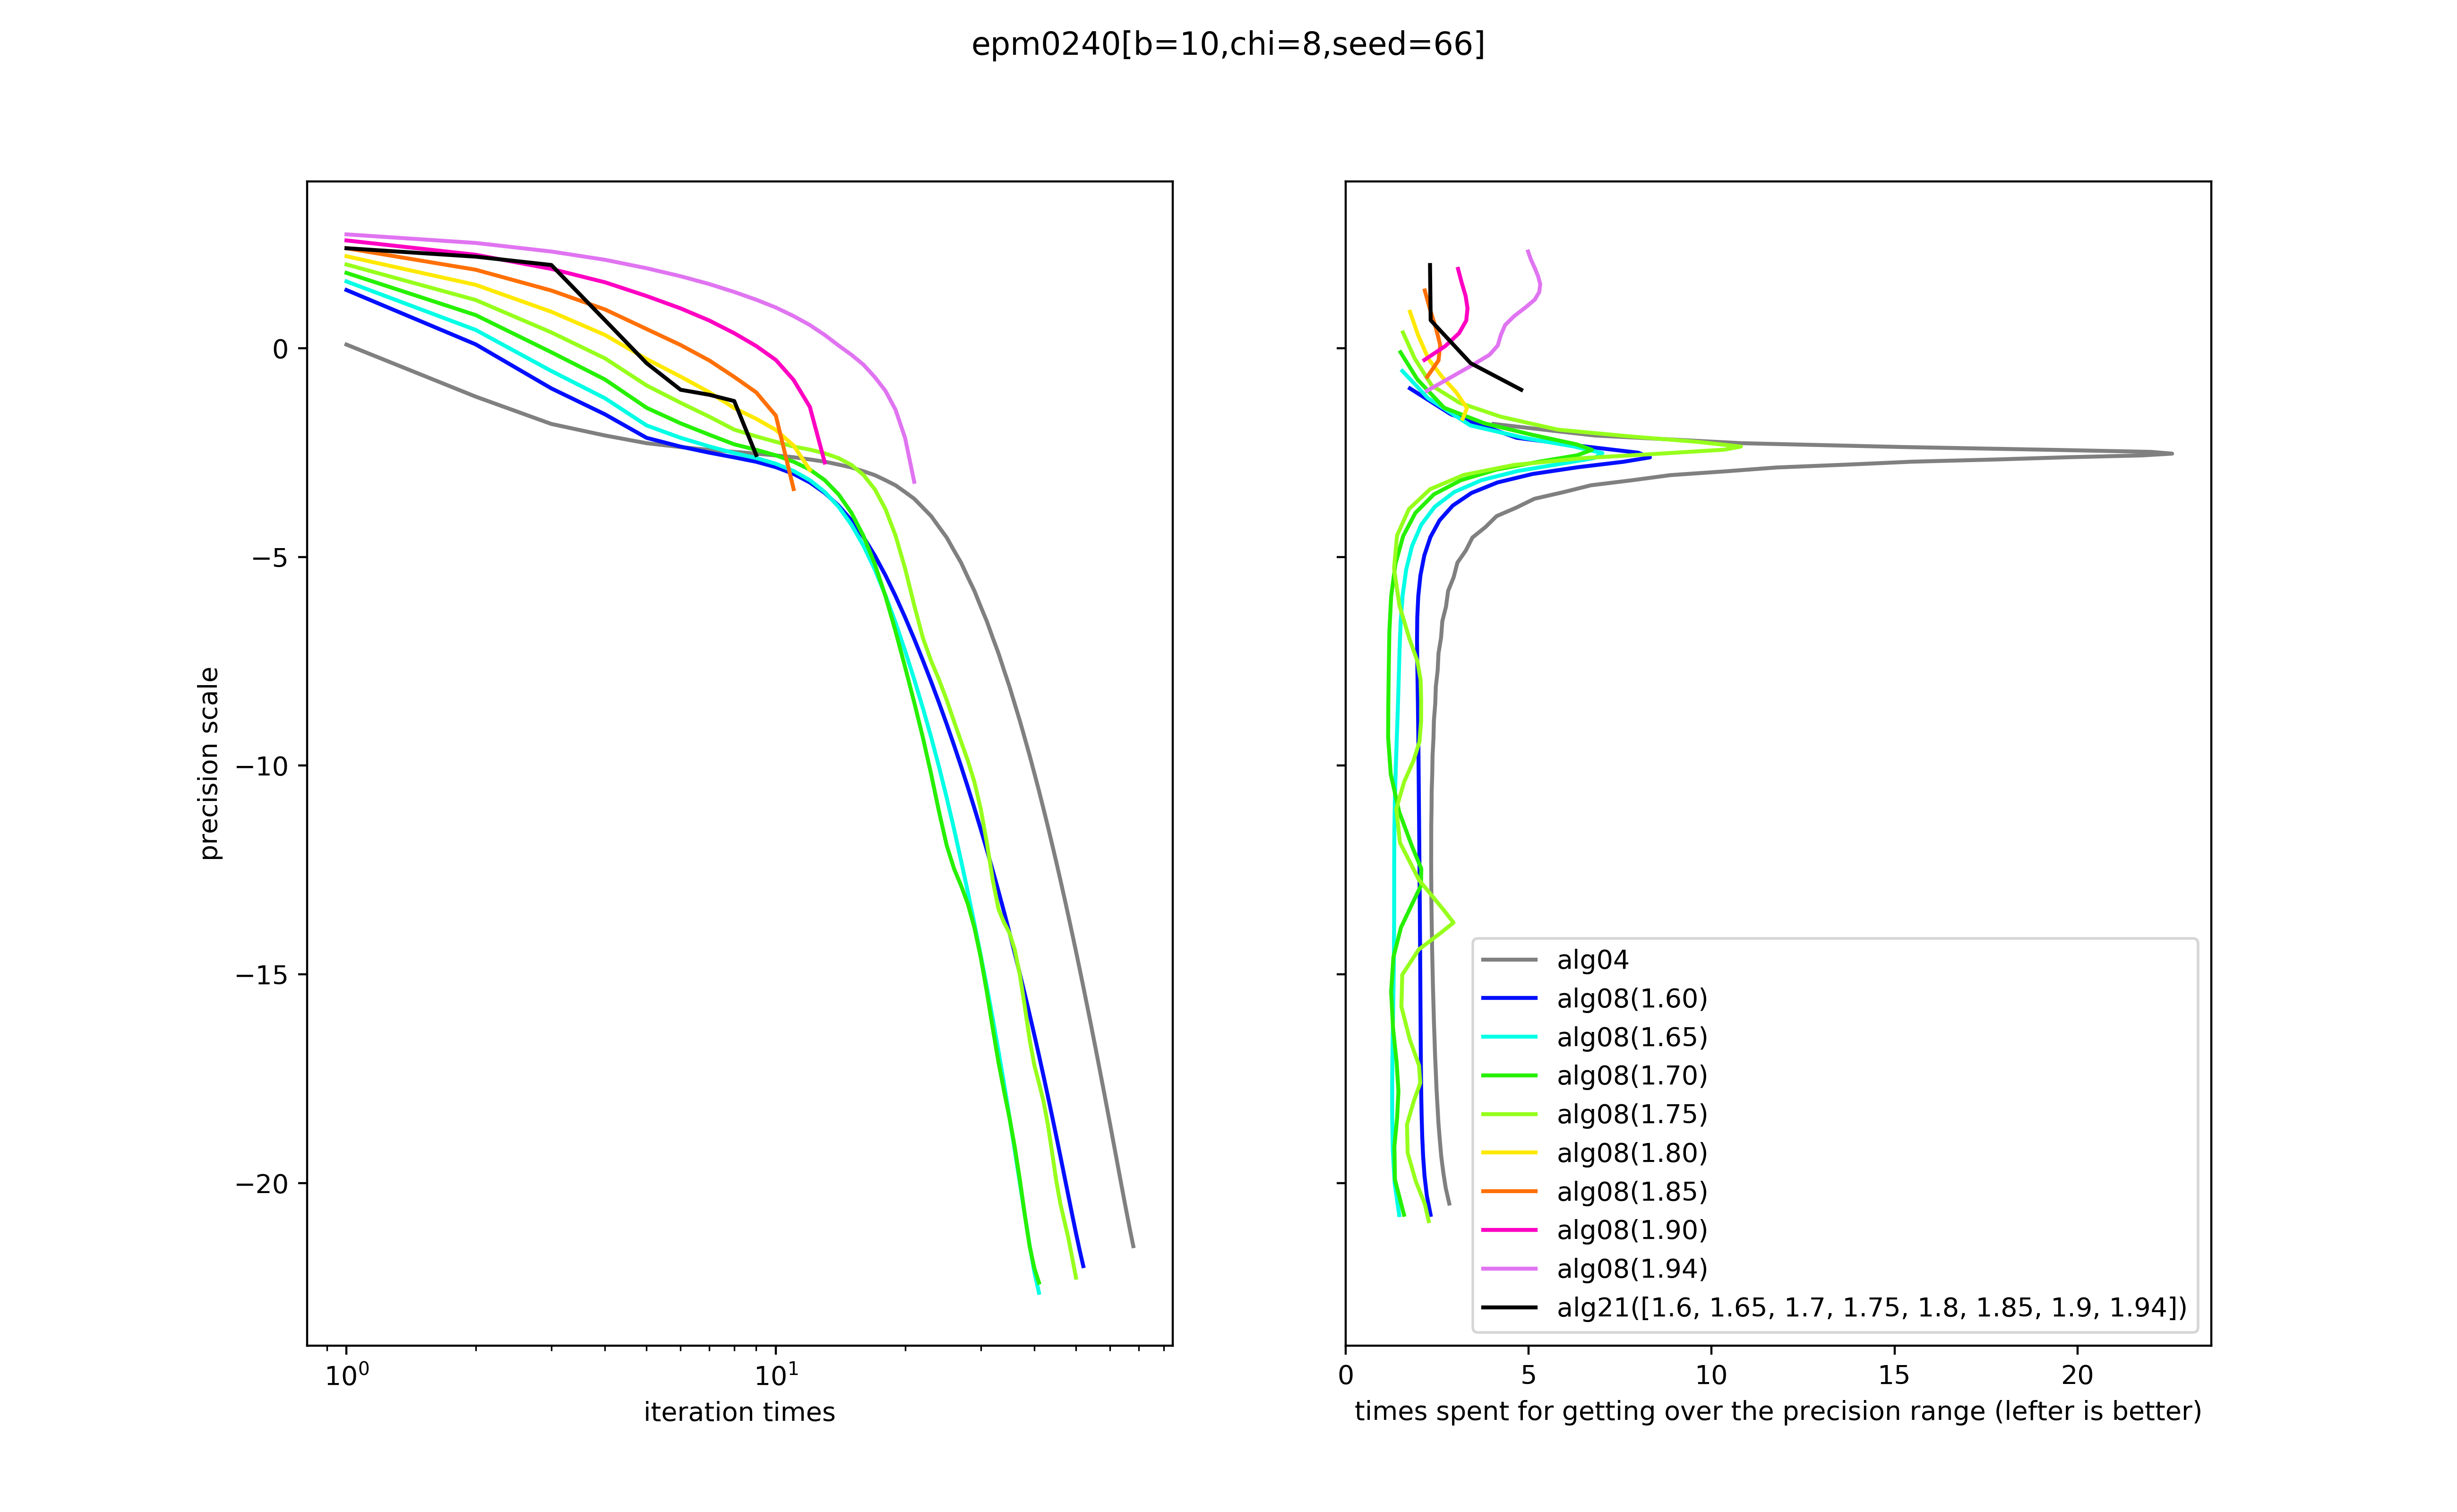 epm0240[b=10,chi=8,seed=66]
precision scale
0
−5
−10
−15
−20
10⁰
10¹
iteration times
0
5
10
15
20
times spent for getting over the precision range (lefter is better)
alg04
alg08(1.60)
alg08(1.65)
alg08(1.70)
alg08(1.75)
alg08(1.80)
alg08(1.85)
alg08(1.90)
alg08(1.94)
alg21([1.6, 1.65, 1.7, 1.75, 1.8, 1.85, 1.9, 1.94])